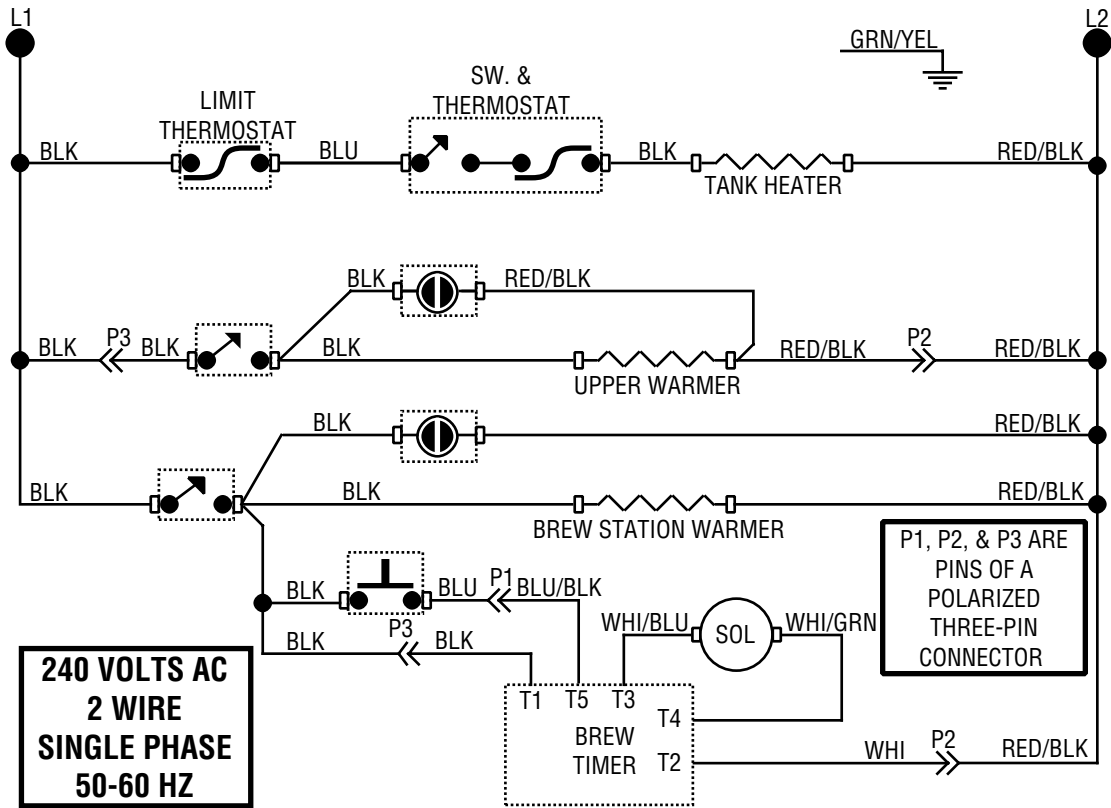 L1
L2
GRN/YEL
LIMIT
THERMOSTAT
SW. &
THERMOSTAT
BLK
BLU
BLK
RED/BLK
TANK HEATER
BLK
RED/BLK
BLK
P3
BLK
BLK
RED/BLK
P2
RED/BLK
UPPER WARMER
BLK
RED/BLK
BLK
BLK
RED/BLK
BREW STATION WARMER
P1, P2, & P3 ARE
PINS OF A
POLARIZED
THREE-PIN
CONNECTOR
BLK
BLU
P1
BLU/BLK
BLK
P3
BLK
WHI/BLU
SOL
WHI/GRN
T1
T5
T3
T4
T2
BREW
TIMER
WHI
P2
RED/BLK
240 VOLTS AC
2 WIRE
SINGLE PHASE
50-60 HZ